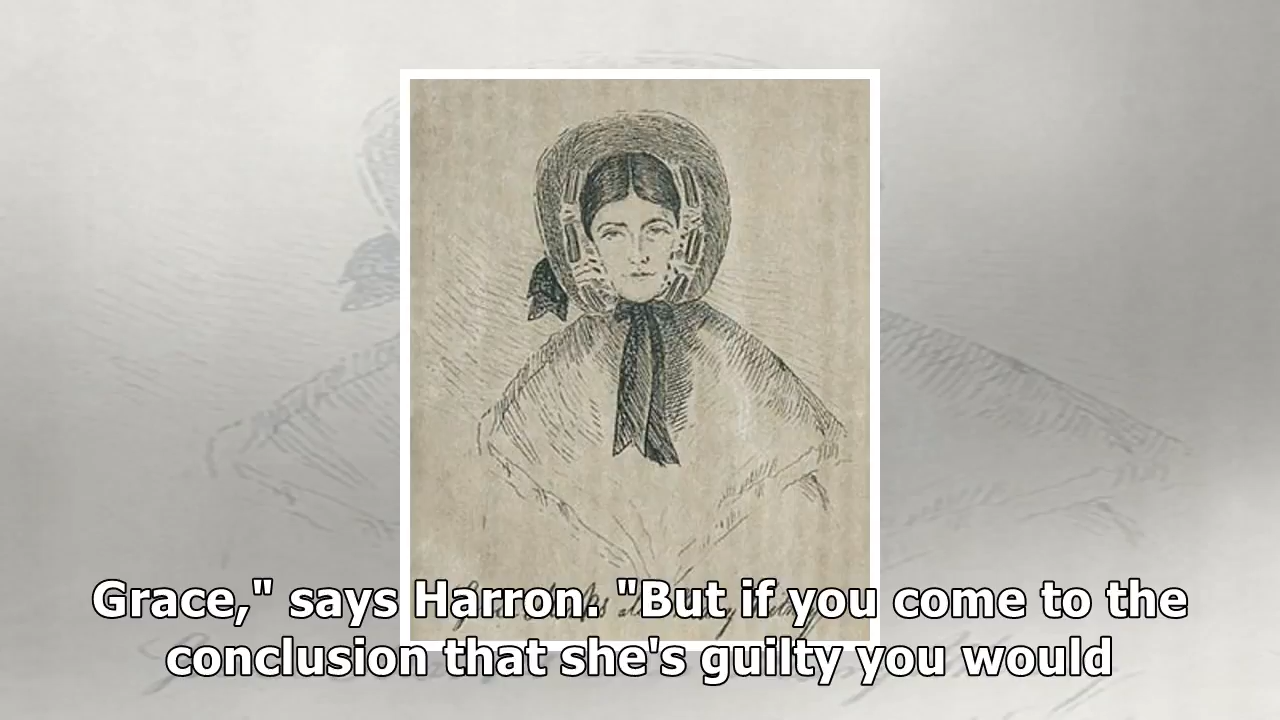 Grace," says Harron. "But if you come to the
conclusion that she's guilty you would